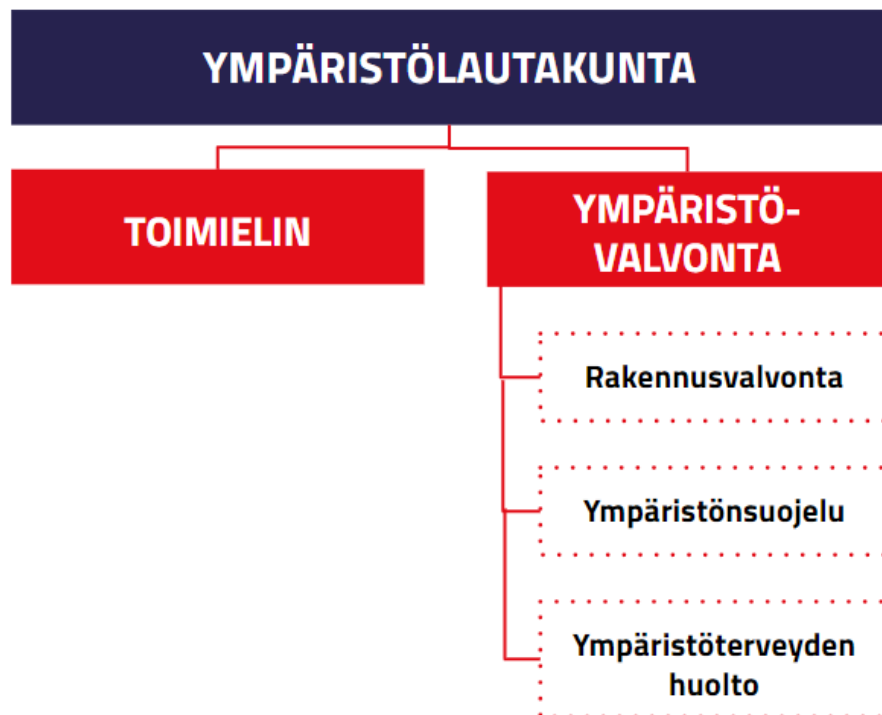 YMPÄRISTÖLAUTAKUNTA
TOIMIELIN
YMPÄRISTÖ-
VALVONTA
Rakennusvalvonta
Ympäristönsuojelu
Ympäristöterveyden
huolto